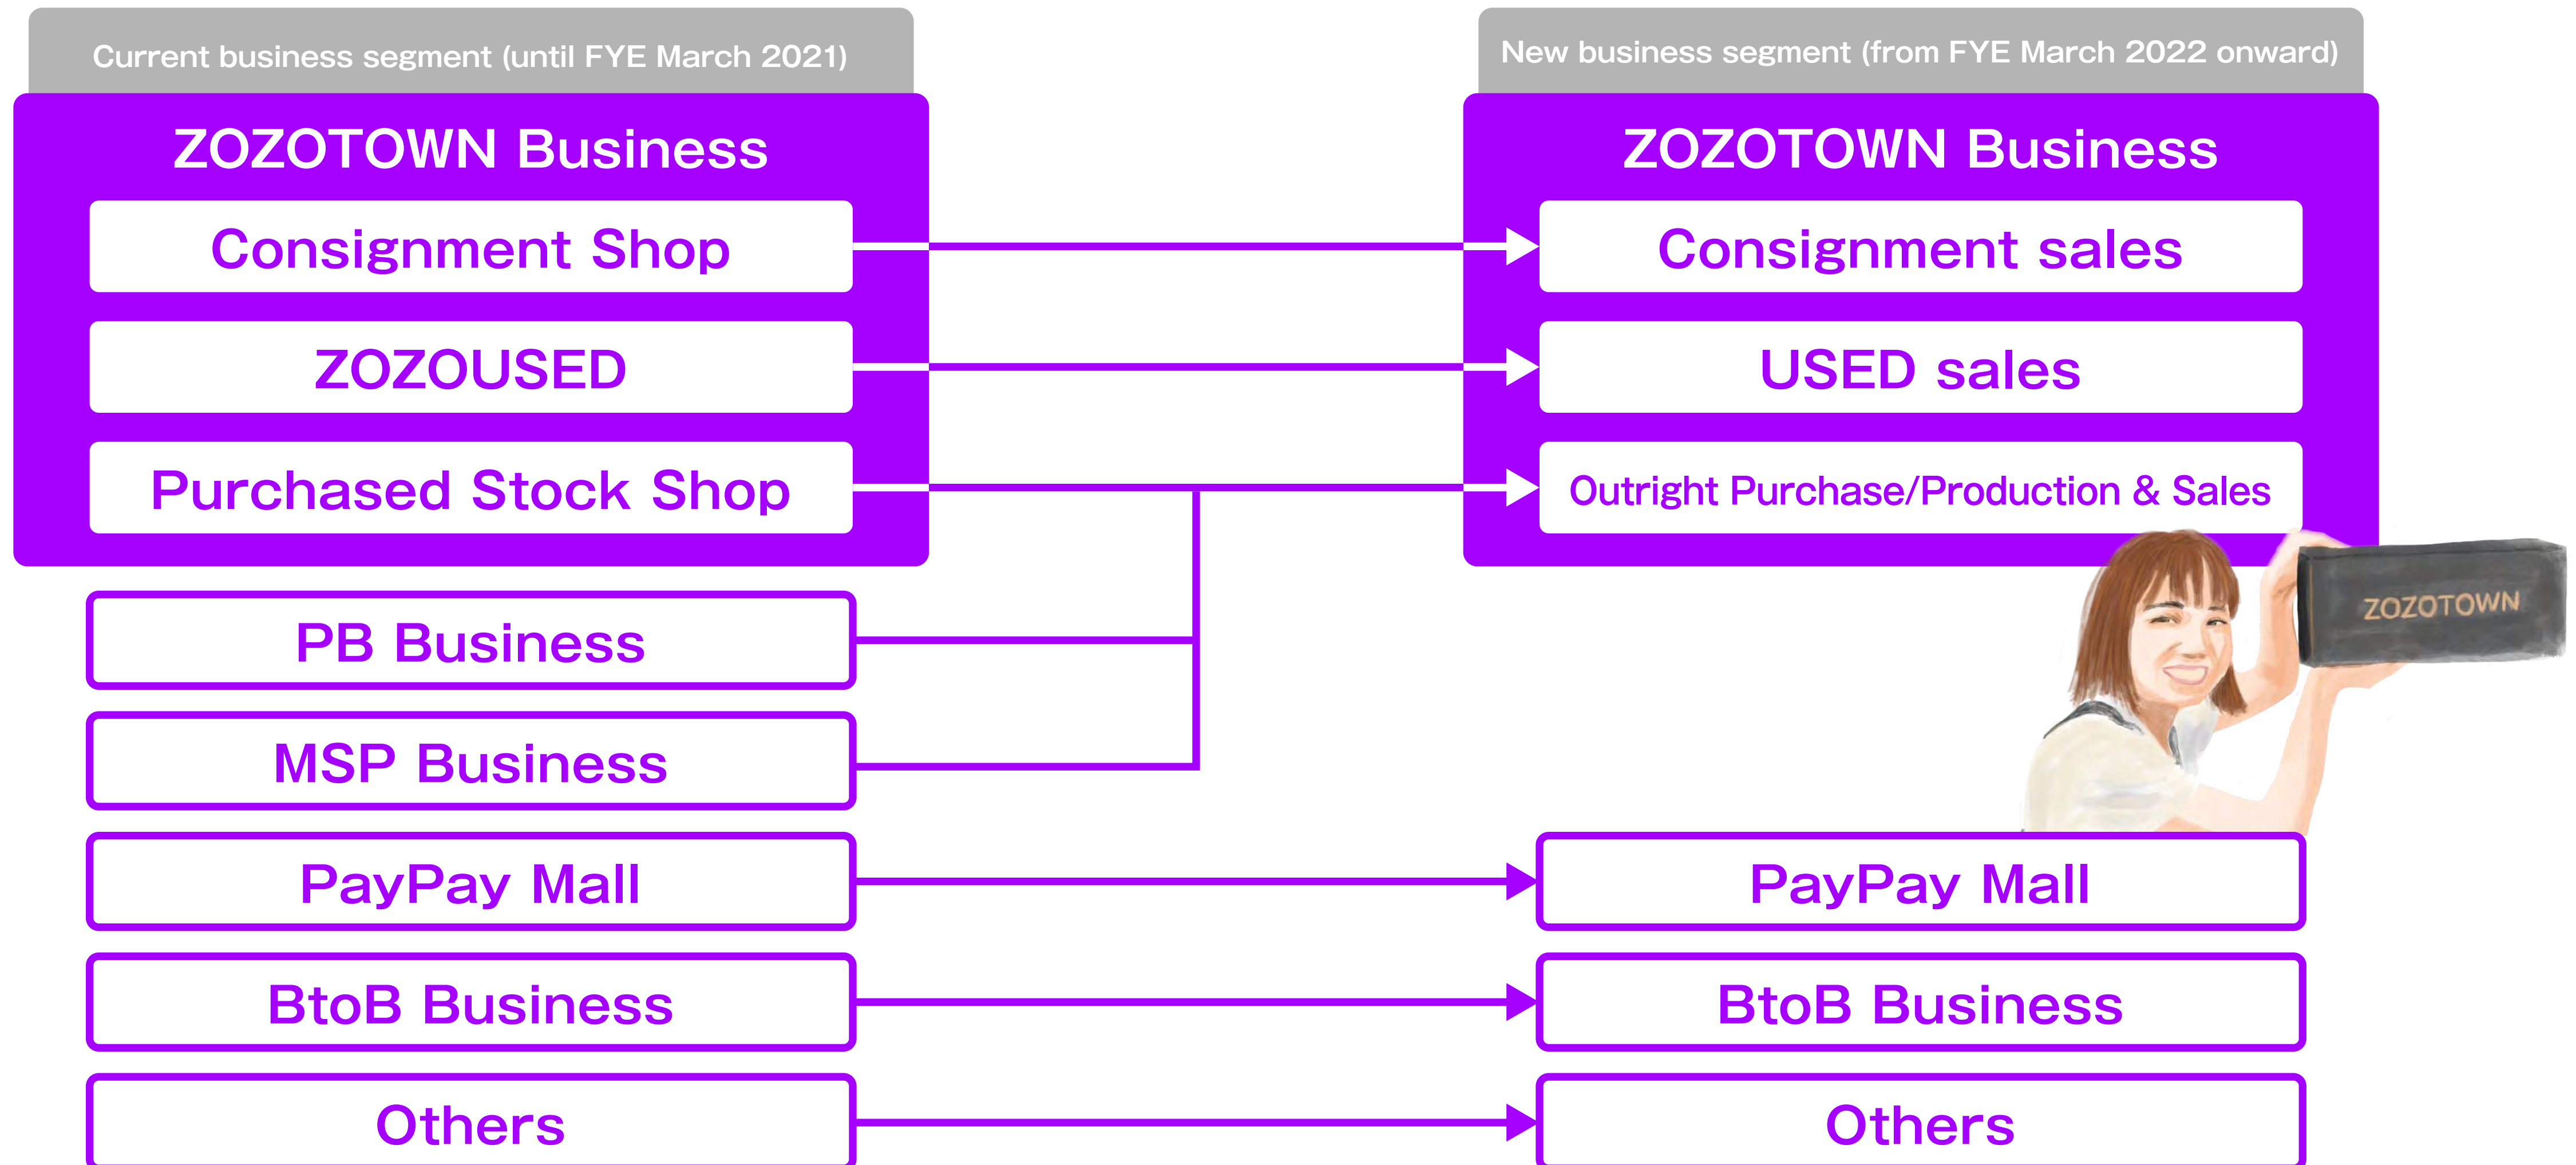 Current business segment (until FYE March 2021)
ZOZOTOWN Business
Consignment Shop
ZOZOUSED
Purchased Stock Shop
PB Business
MSP Business
PayPay Mall
BtoB Business
Others
New business segment (from FYE March 2022 onward)
ZOZOTOWN Business
Consignment sales
USED sales
Outright Purchase/Production & Sales
ZOZOTOWN
PayPay Mall
BtoB Business
Others